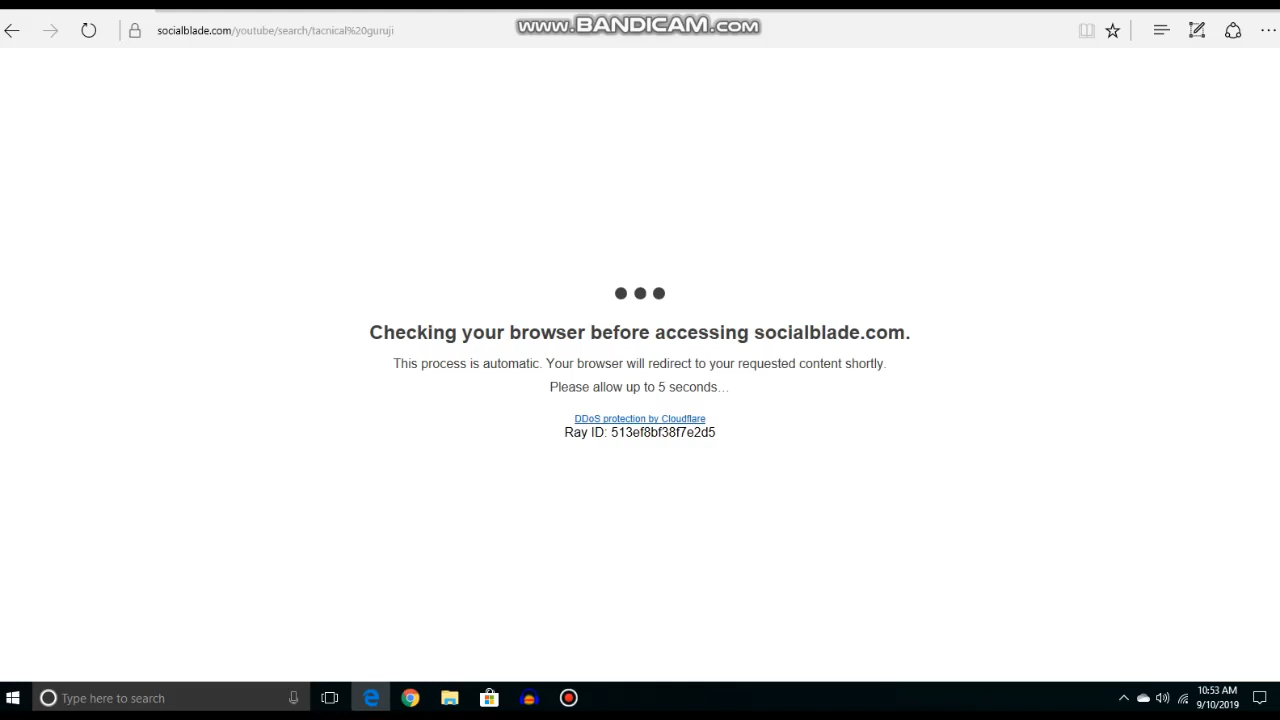 www.BANDICAM.com
socialblade.com/youtube/search/tacnical%20guruji
Checking your browser before accessing socialblade.com.
This process is automatic. Your browser will redirect to your requested content shortly.
Please allow up to 5 seconds…
DDoS protection by Cloudflare
Ray ID: 513ef8bf38f7e2d5
Type here to search
10:53 AM
9/10/2019